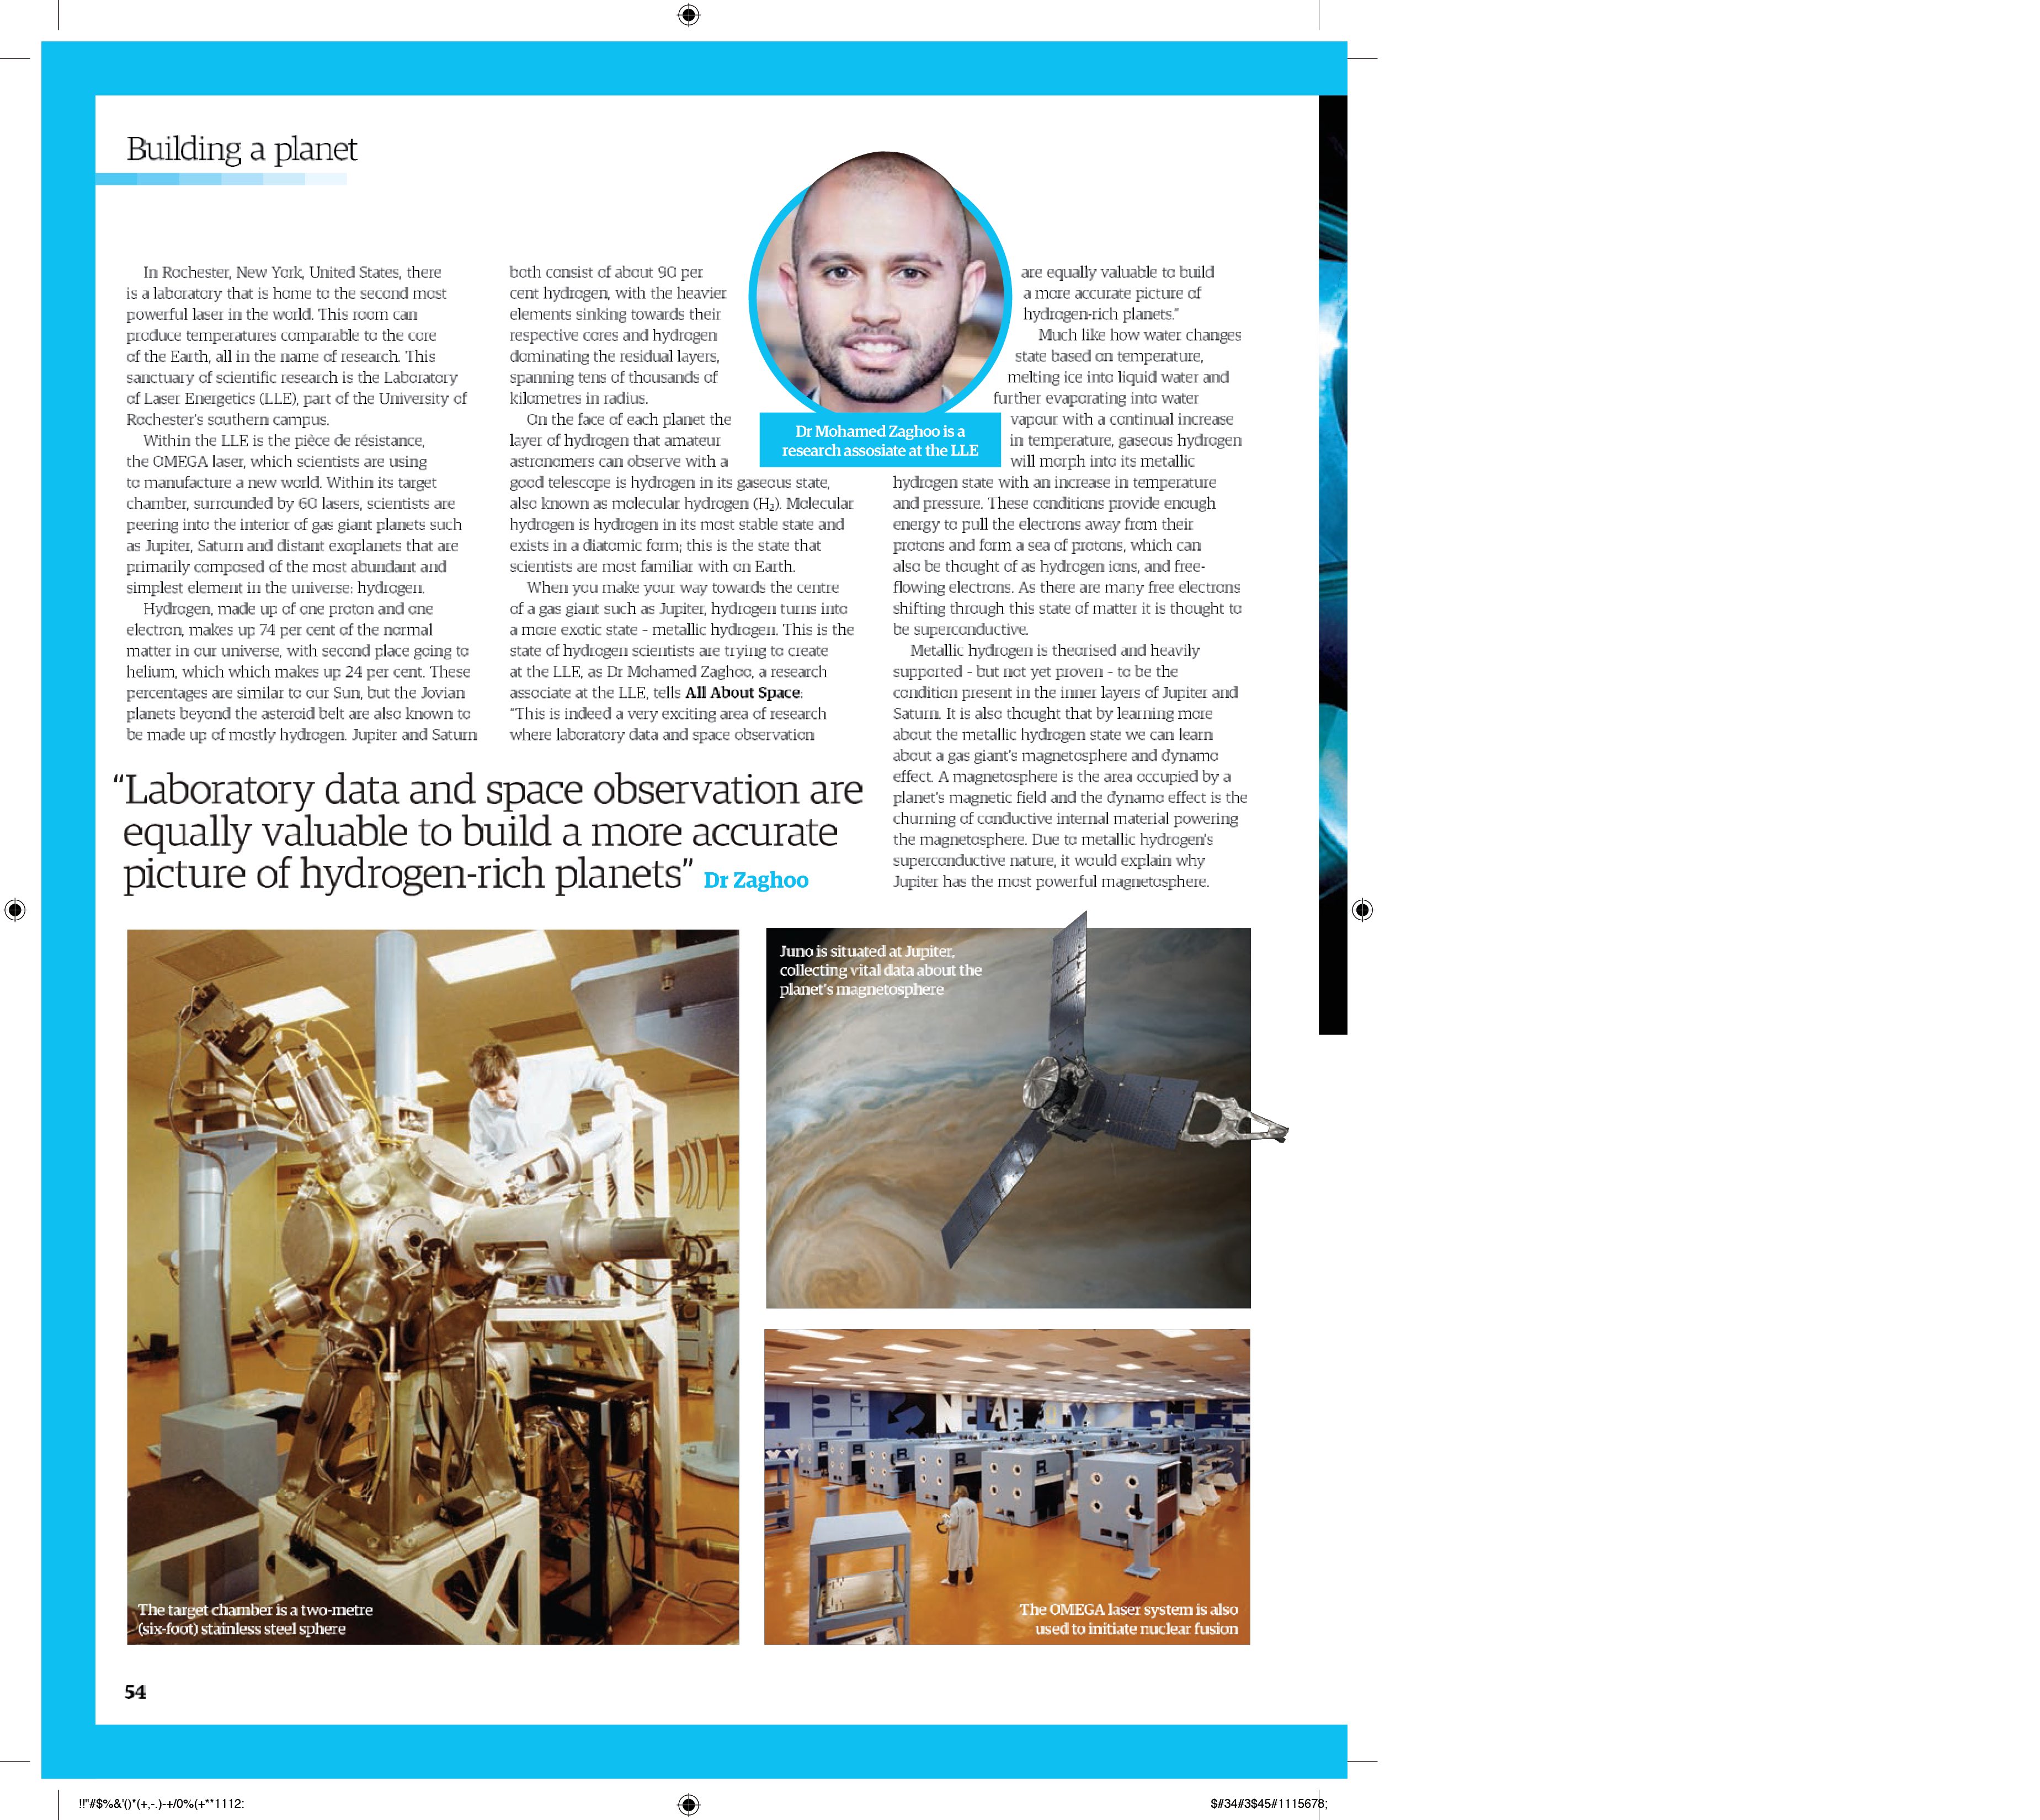 Building a planet
In Rochester, New York, United States, there
is a laboratory that is home to the second most
powerful laser in the world. This room can
produce temperatures comparable to the core
of the Earth, all in the name of research. This
sanctuary of scientific research is the Laboratory
of Laser Energetics (LLE), part of the University of
Rochester's southern campus.
Within the LLE is the pièce de résistance,
the OMEGA laser, which scientists are using
to manufacture a new world. Within its target
chamber, surrounded by 60 lasers, scientists are
peering into the interior of gas giant planets such
as Jupiter, Saturn and distant exoplanets that are
primarily composed of the most abundant and
simplest element in the universe: hydrogen.
Hydrogen, made up of one proton and one
electron, makes up 74 per cent of the normal
matter in our universe, with second place going to
helium, which which makes up 24 per cent. These
percentages are similar to our Sun, but the Jovian
planets beyond the asteroid belt are also known to
be made up of mostly hydrogen. Jupiter and Saturn
both consist of about 90 per
cent hydrogen, with the heavier
elements sinking towards their
respective cores and hydrogen
dominating the residual layers,
spanning tens of thousands of
kilometres in radius.
On the face of each planet the
layer of hydrogen that amateur
astronomers can observe with a
good telescope is hydrogen in its gaseous state,
also known as molecular hydrogen (H₂). Molecular
hydrogen is hydrogen in its most stable state and
exists in a diatomic form; this is the state that
scientists are most familiar with on Earth.
When you make your way towards the centre
of a gas giant such as Jupiter, hydrogen turns into
a more exotic state - metallic hydrogen. This is the
state of hydrogen scientists are trying to create
at the LLE, as Dr Mohamed Zaghoo, a research
associate at the LLE, tells All About Space:
"This is indeed a very exciting area of research
where laboratory data and space observation
Dr Mohamed Zaghoo is a
research assosiate at the LLE
are equally valuable to build
a more accurate picture of
hydrogen-rich planets."
Much like how water changes
state based on temperature,
melting ice into liquid water and
further evaporating into water
vapour with a continual increase
in temperature, gaseous hydrogen
will morph into its metallic
hydrogen state with an increase in temperature
and pressure. These conditions provide enough
energy to pull the electrons away from their
protons and form a sea of protons, which can
also be thought of as hydrogen ions, and free-
flowing electrons. As there are many free electrons
shifting through this state of matter it is thought to
be superconductive.
Metallic hydrogen is theorised and heavily
supported - but not yet proven - to be the
condition present in the inner layers of Jupiter and
Saturn. It is also thought that by learning more
about the metallic hydrogen state we can learn
about a gas giant's magnetosphere and dynamo
effect. A magnetosphere is the area occupied by a
planet's magnetic field and the dynamo effect is the
churning of conductive internal material powering
the magnetosphere. Due to metallic hydrogen's
superconductive nature, it would explain why
Jupiter has the most powerful magnetosphere.
"Laboratory data and space observation are
equally valuable to build a more accurate
picture of hydrogen-rich planets" Dr Zaghoo
The target chamber is a two-metre
(six-foot) stainless steel sphere
Juno is situated at Jupiter,
collecting vital data about the
planet's magnetosphere
R R R
The OMEGA laser system is also
used to initiate nuclear fusion
54
!!"#$%&'()*(+,-.)-+/0%(+**1112:
$#34#3$45#1115678;